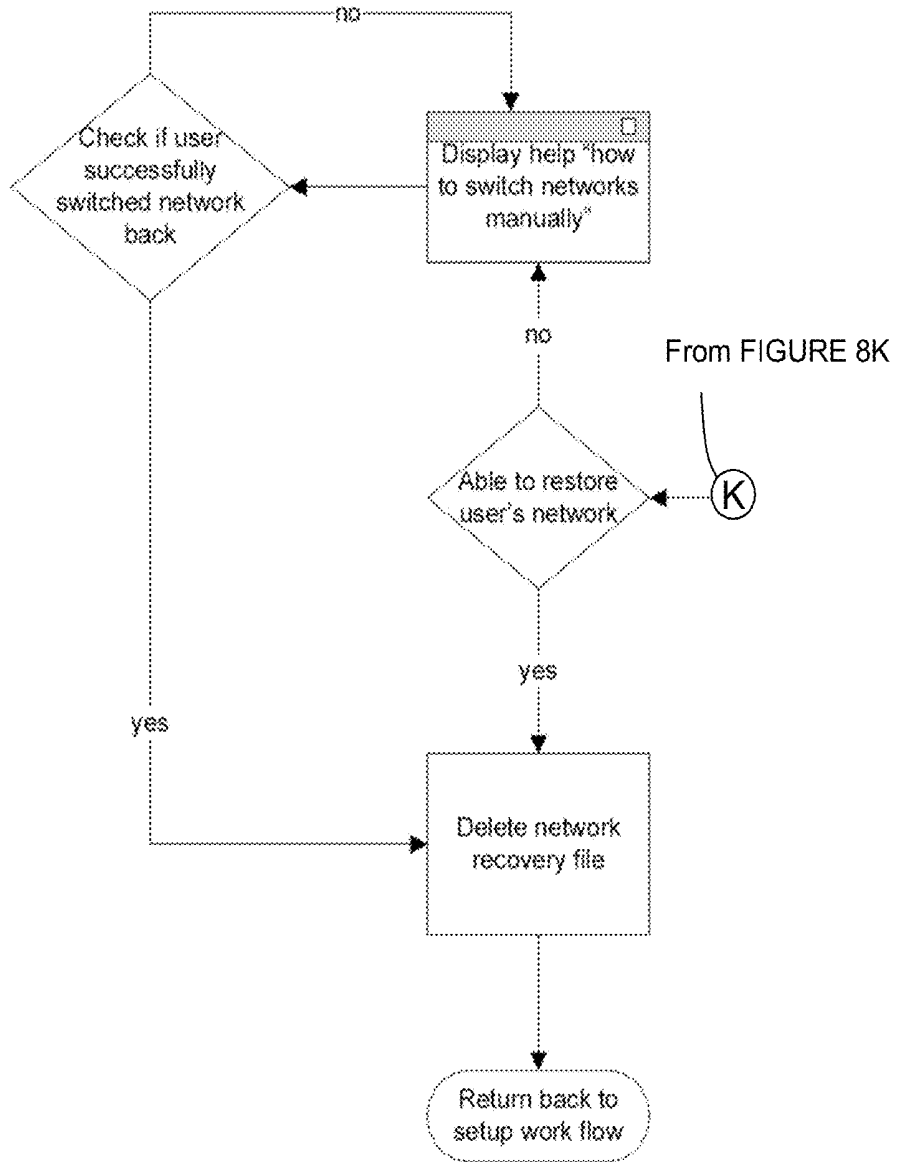 no
Check if user
successfully
switched network
back
Display help "how
to switch networks
manually"
no
From FIGURE 8K
Able to restore
user's network
K
yes
yes
Delete network
recovery file
Return back to
setup work flow